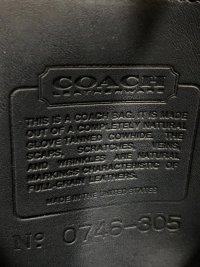 COACH
LEATHERWARE
THIS IS A COACH BAG. IT IS MADE
OUT OF A COMPLETELY NATURAL
GLOVE TANNED COWHIDE. THE
SCARS, SCRATCHES, VEINS,
AND WRINKLES ARE NATURAL
MARKINGS CHARACTERISTIC OF
FULL-GRAIN LEATHERS.
MADE IN THE UNITED STATES
No 0746-305